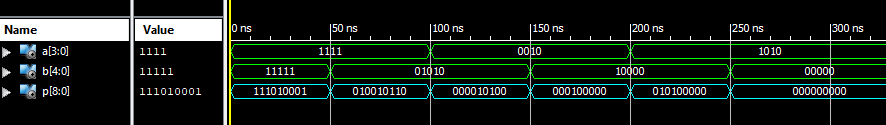 Name Value 0 ns 50 ns 100 ns 150 ns 200 ns 250 ns 300 ns
a[3:0] 1111 1111 0010 1010
b[4:0] 11111 11111 01010 10000 00000
p[8:0] 111010001 111010001 010010110 000010100 000100000 010100000 000000000